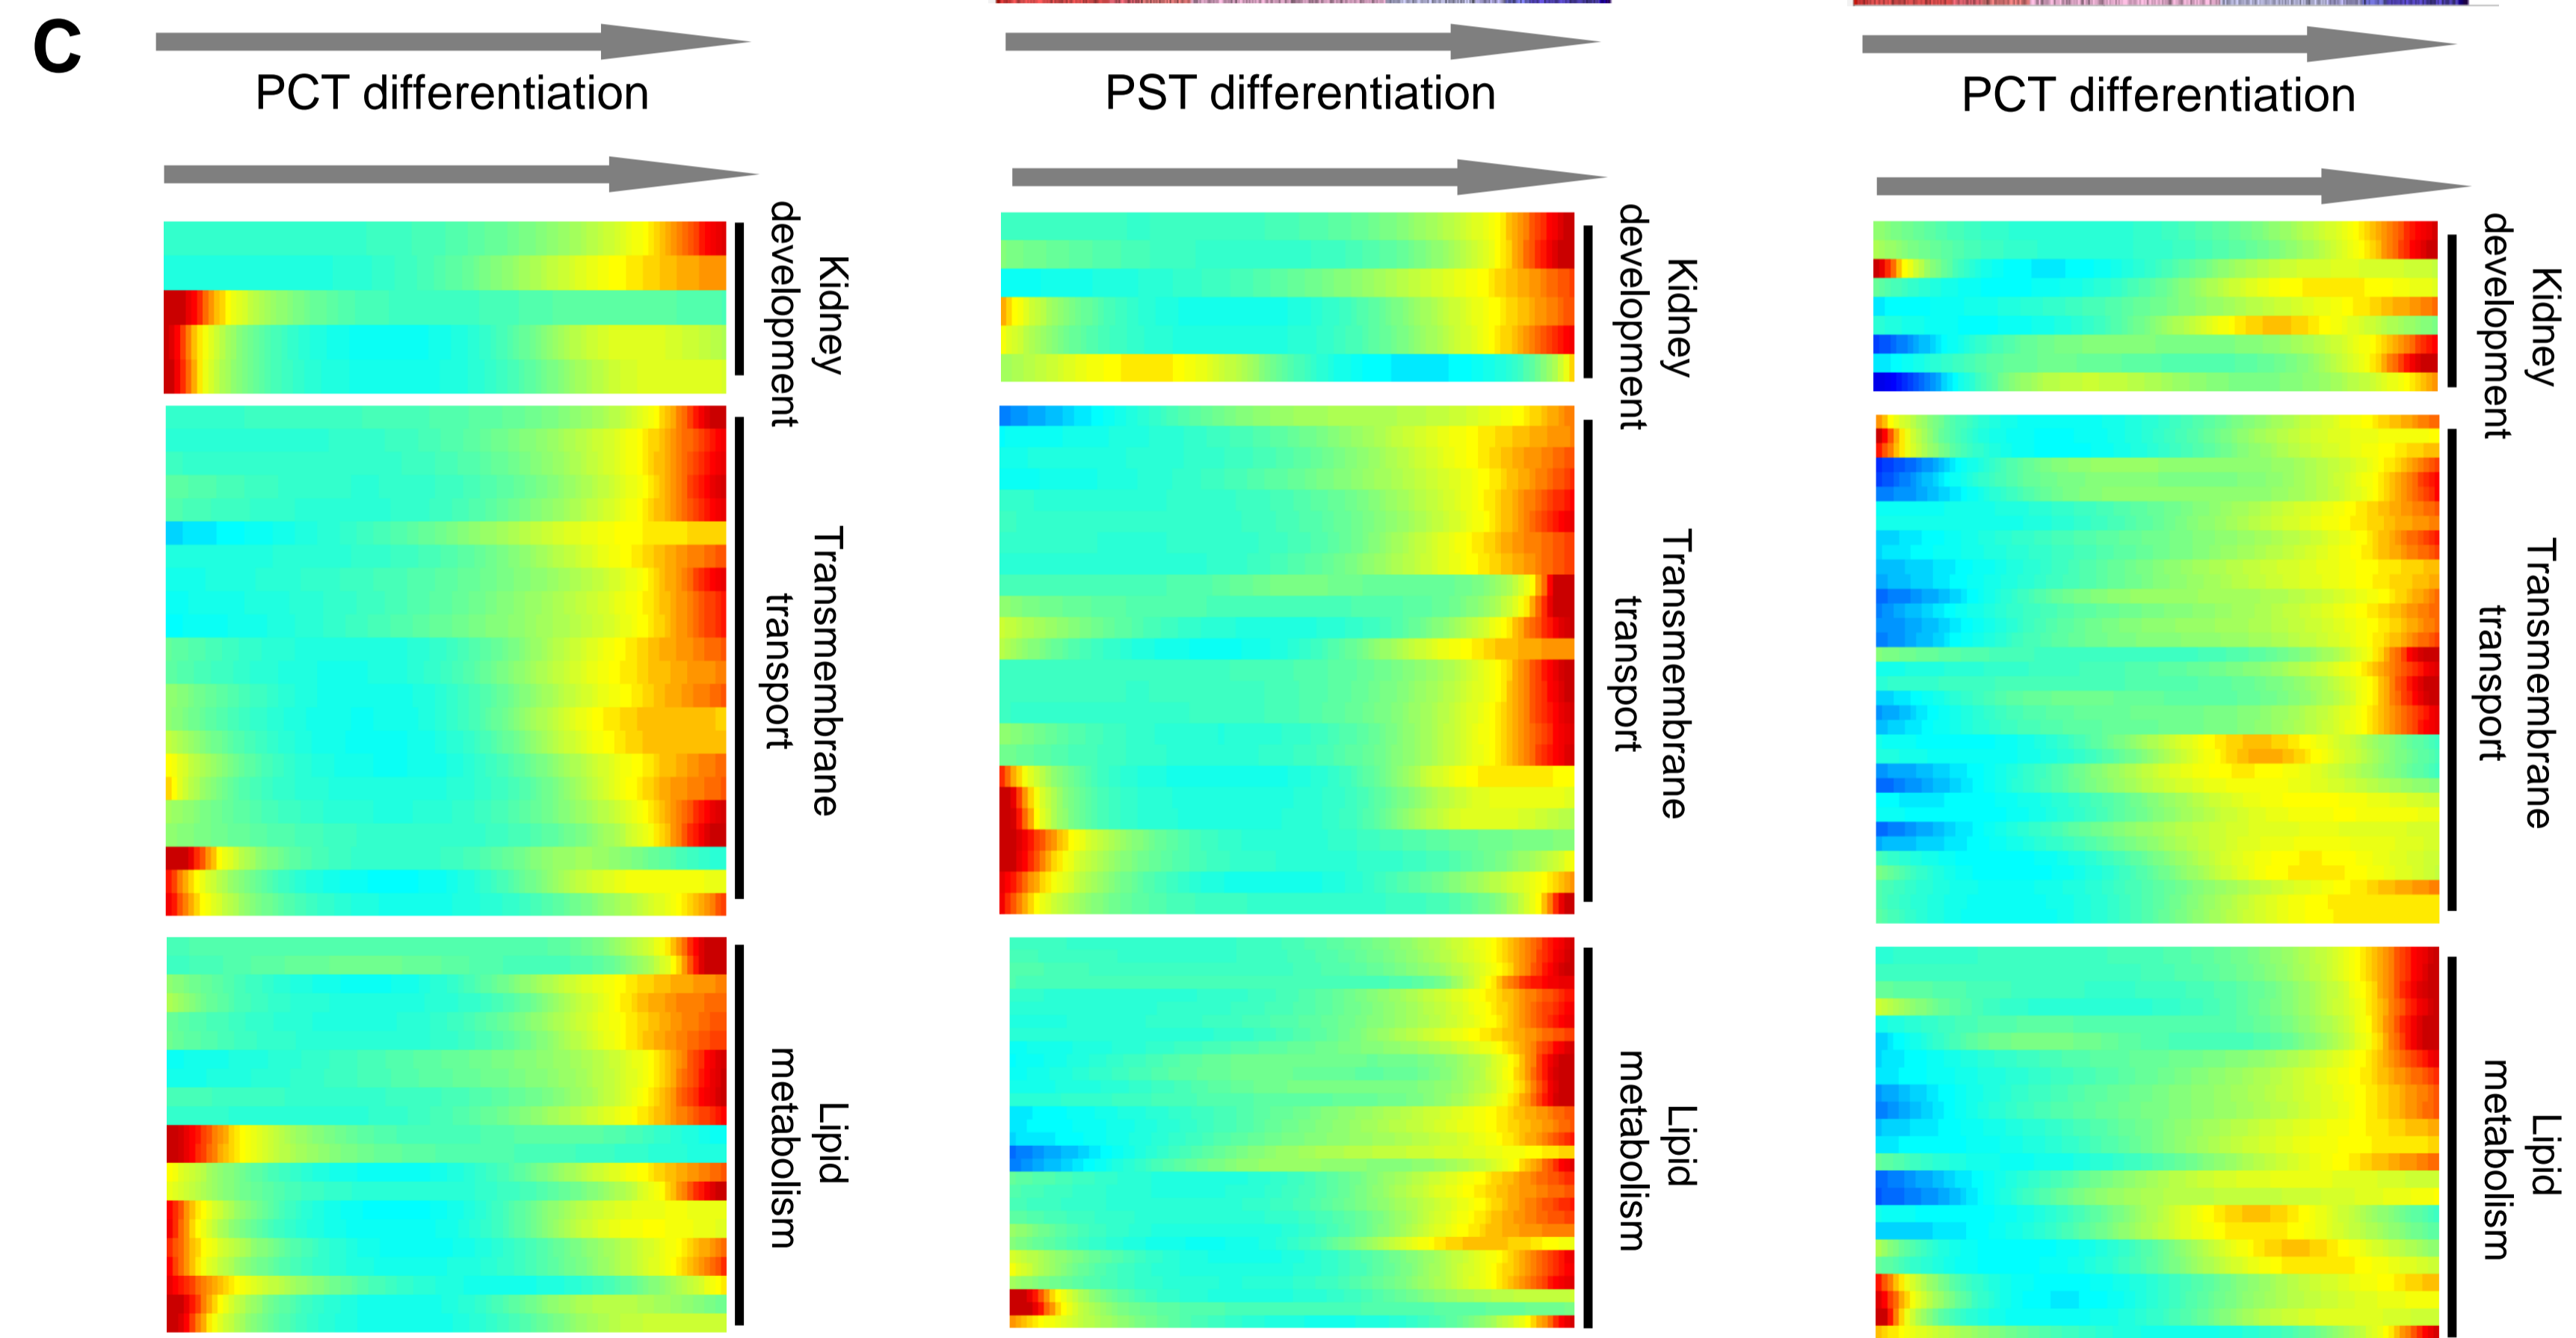 C
PCT differentiation
PST differentiation
PCT differentiation
Kidney
development
Kidney
development
Kidney
development
Transmembrane
transport
Transmembrane
transport
Transmembrane
transport
Lipid
metabolism
Lipid
metabolism
Lipid
metabolism